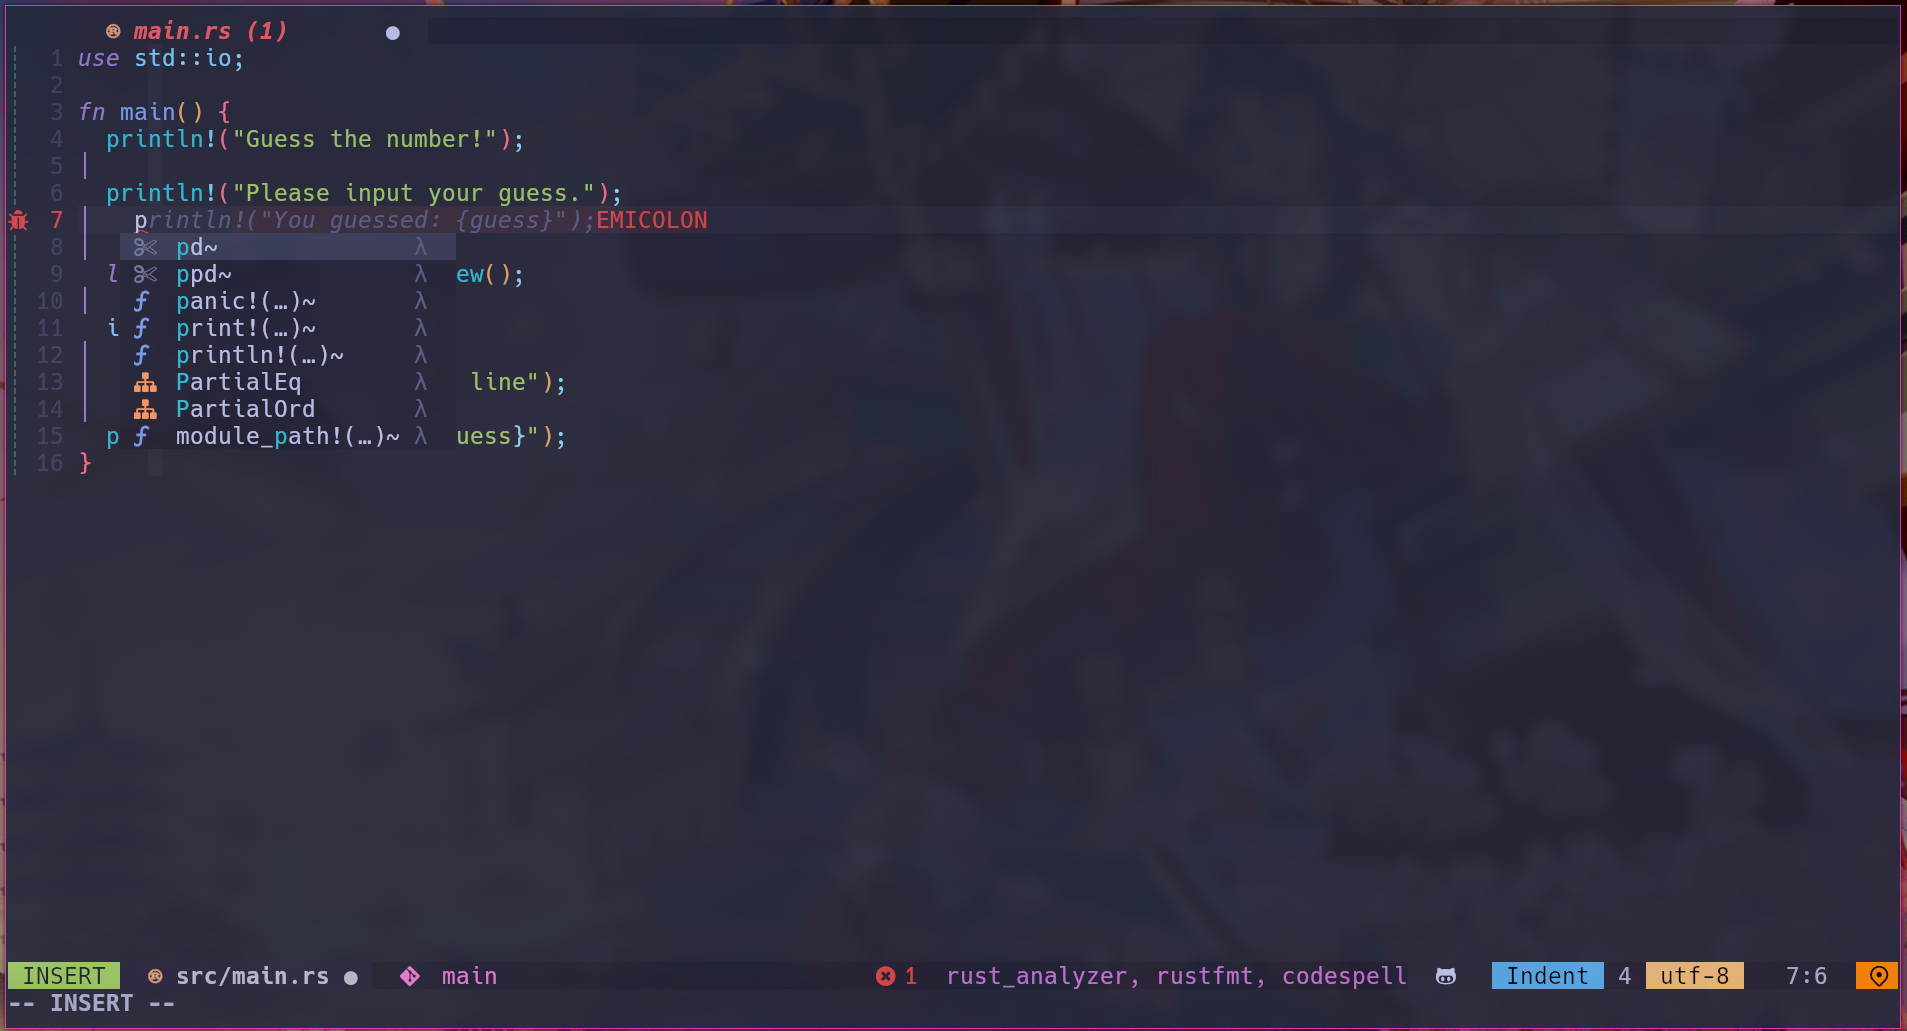 main.rs (1) ●
1 use std::io;
2
3 fn main() {
4 println!("Guess the number!");
5
6 println!("Please input your guess.");
7 println!("You guessed: {guess}");EMICOLON
8 pd~ λ
9 l ppd~ λ ew();
10 panic!(…)~ λ
11 i print!(…)~ λ
12 println!(…)~ λ
13 PartialEq λ line");
14 PartialOrd λ
15 p module_path!(…)~ λ uess}");
16 }
INSERT src/main.rs ● main 1 rust_analyzer, rustfmt, codespell Indent 4 utf-8 7:6
-- INSERT --